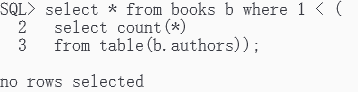 SQL> select * from books b where 1 < (
2 select count(*)
3 from table(b.authors));
no rows selected